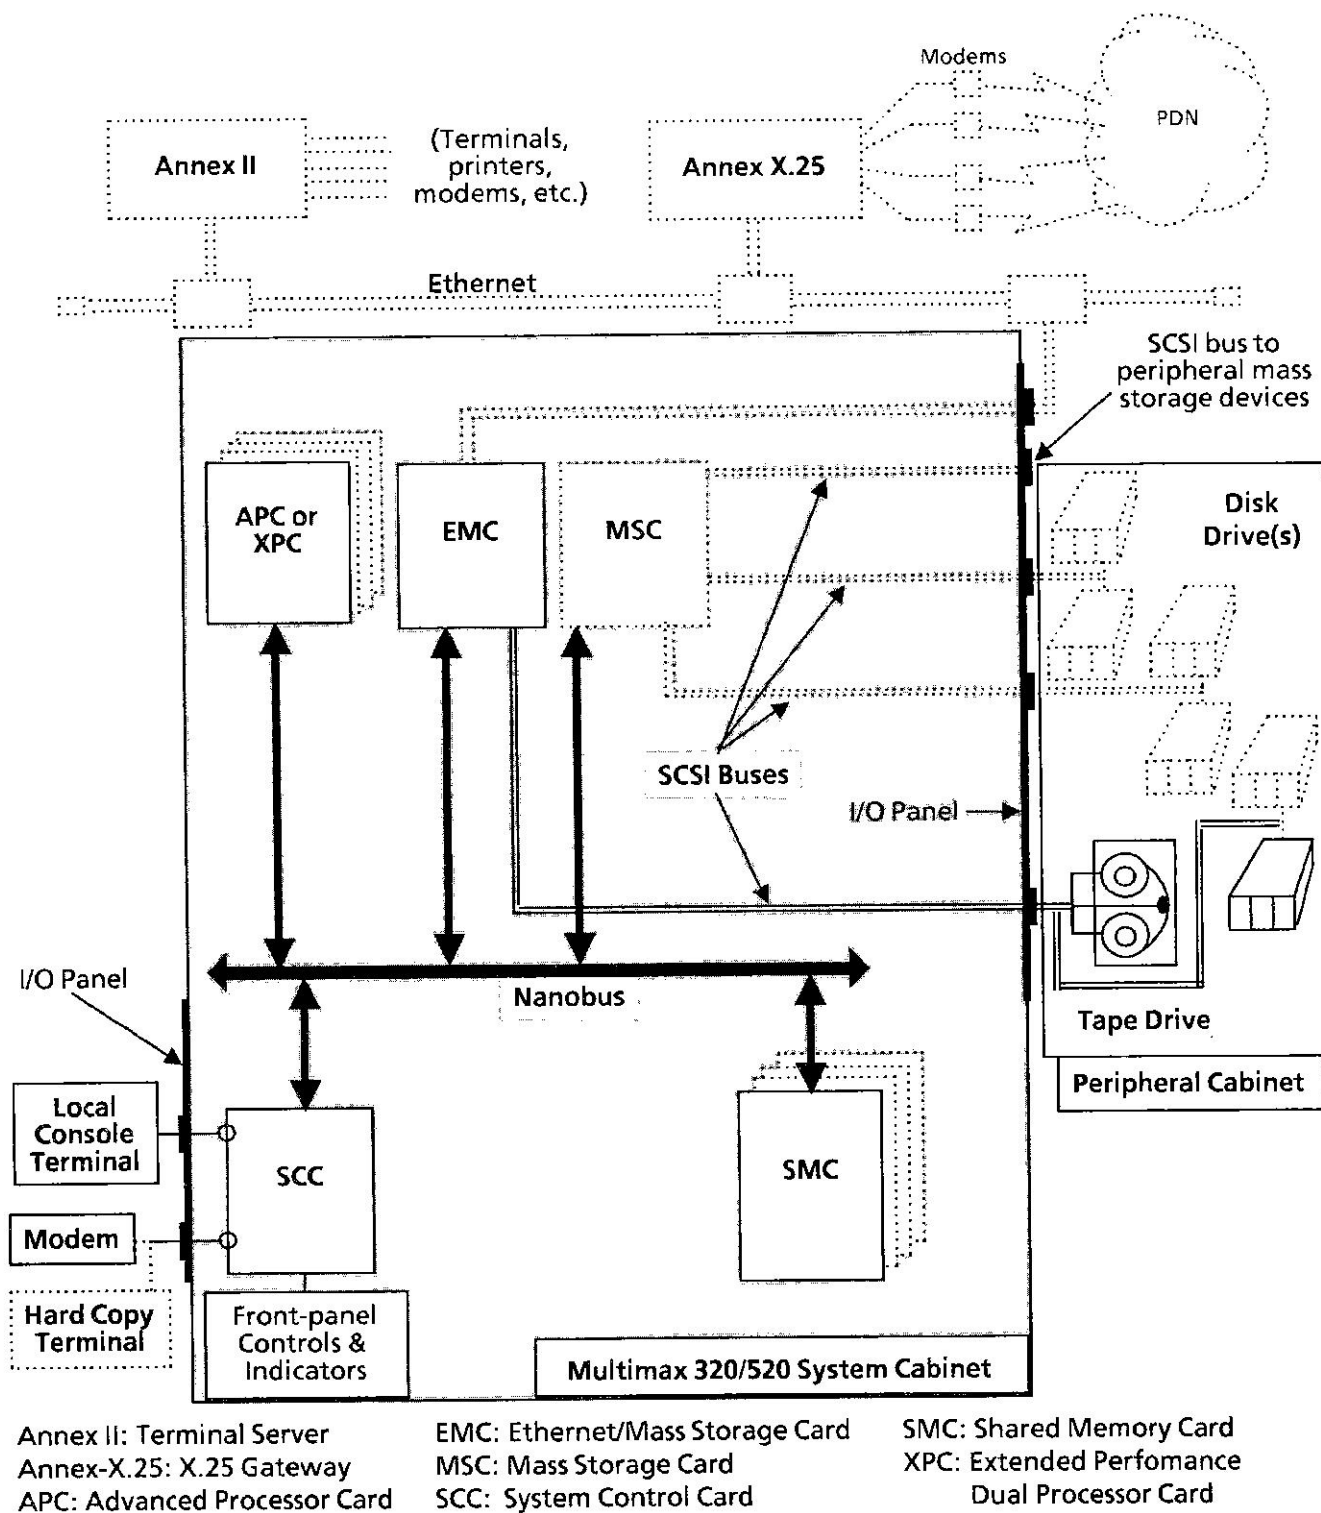 Modems
PDN
Annex II
(Terminals,
printers,
modems, etc.)
Annex X.25
Ethernet
SCSI bus to
peripheral mass
storage devices
APC or
XPC
EMC
MSC
Disk
Drive(s)
SCSI Buses
I/O Panel
I/O Panel
Nanobus
Tape Drive
Peripheral Cabinet
Local
Console
Terminal
SCC
SMC
Modem
Hard Copy
Terminal
Front-panel
Controls &
Indicators
Multimax 320/520 System Cabinet
Annex II: Terminal Server
Annex-X.25: X.25 Gateway
APC: Advanced Processor Card
EMC: Ethernet/Mass Storage Card
MSC: Mass Storage Card
SCC: System Control Card
SMC: Shared Memory Card
XPC: Extended Perfomance
Dual Processor Card